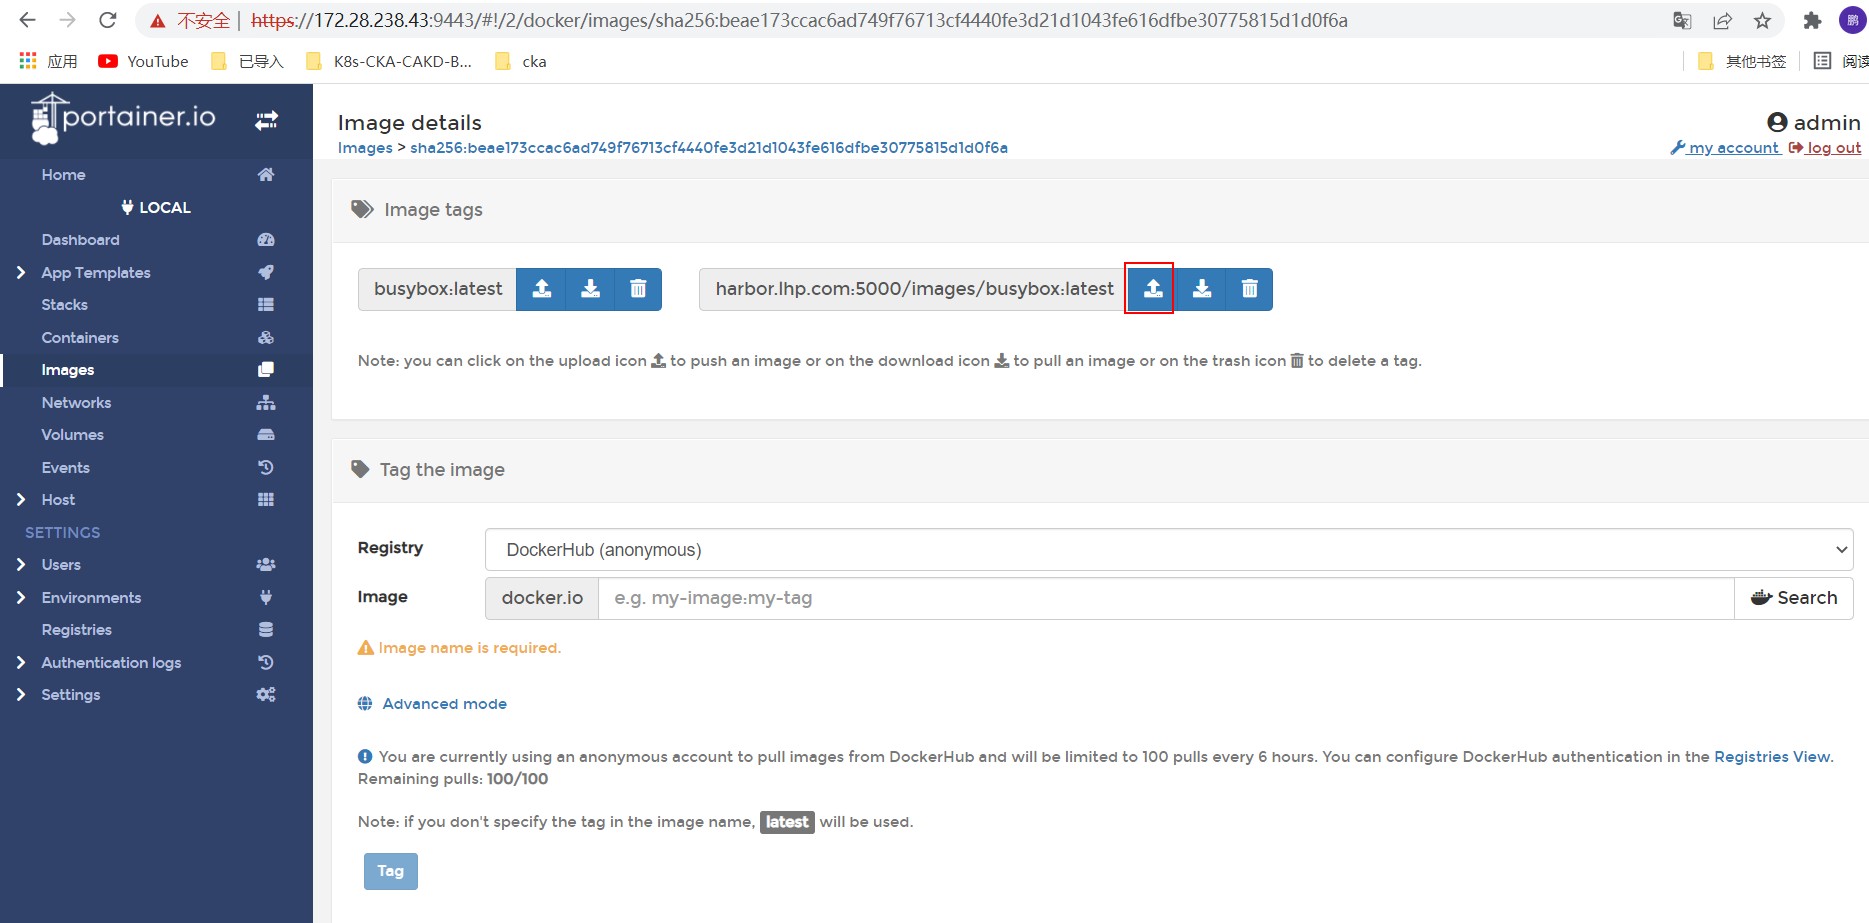 不安全 | https://172.28.238.43:9443/#!/2/docker/images/sha256:beae173ccac6ad749f76713cf4440fe3d21d1043fe616dfbe30775815d1d0f6a
鹏
应用 YouTube 已导入 K8s-CKA-CAKD-B... cka 其他书签 阅读
portainer.io
Home
LOCAL
Dashboard
App Templates
Stacks
Containers
Images
Networks
Volumes
Events
Host
SETTINGS
Users
Environments
Registries
Authentication logs
Settings
Image details
admin
Images > sha256:beae173ccac6ad749f76713cf4440fe3d21d1043fe616dfbe30775815d1d0f6a
my account log out
Image tags
busybox:latest
harbor.lhp.com:5000/images/busybox:latest
Note: you can click on the upload icon to push an image or on the download icon to pull an image or on the trash icon to delete a tag.
Tag the image
Registry DockerHub (anonymous)
Image docker.io e.g. my-image:my-tag Search
Image name is required.
Advanced mode
You are currently using an anonymous account to pull images from DockerHub and will be limited to 100 pulls every 6 hours. You can configure DockerHub authentication in the Registries View.
Remaining pulls: 100/100
Note: if you don't specify the tag in the image name, latest will be used.
Tag